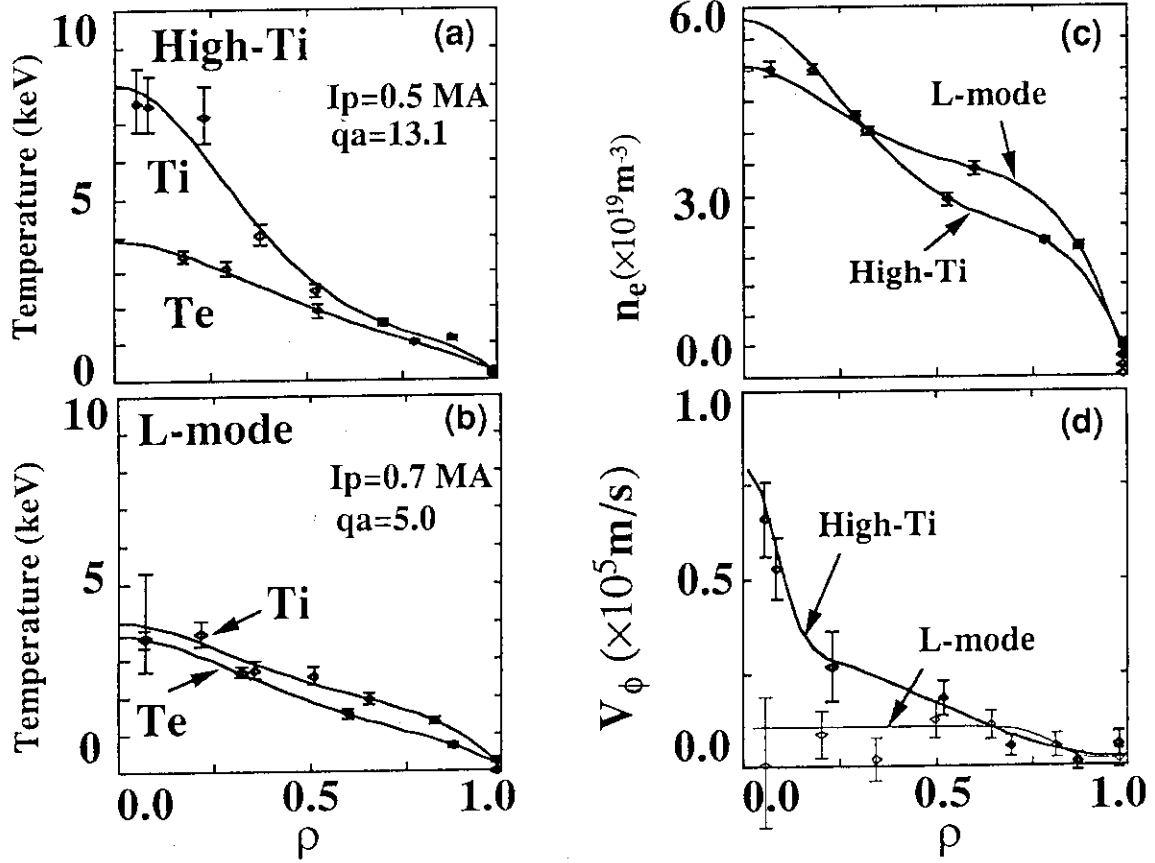 10
(a)
High-Ti
Ip=0.5 MA
qa=13.1
Temperature (keV)
5
Ti
Te
0
10
(b)
L-mode
Ip=0.7 MA
qa=5.0
Temperature (keV)
5
Ti
Te
0
0.0 0.5 1.0
ρ
6.0
(c)
L-mode
nₑ(×10¹⁹m⁻³)
3.0
High-Ti
0.0
1.0
(d)
High-Ti
V_ϕ (×10⁵m/s)
0.5
L-mode
0.0
0.0 0.5 1.0
ρ